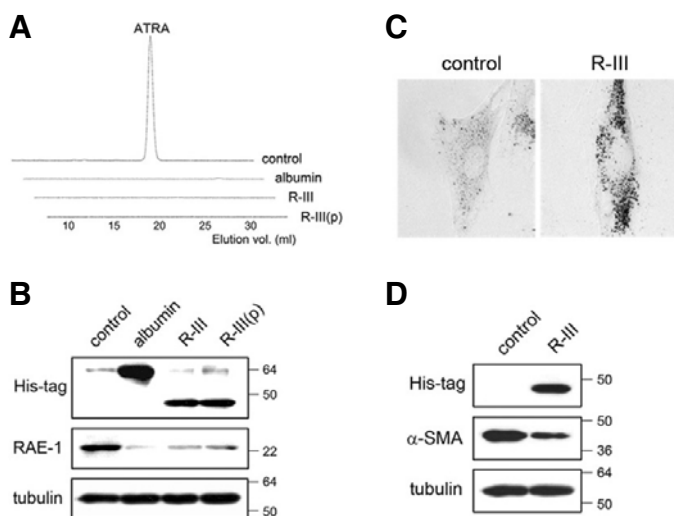 A
ATRA
control
albumin
R-III
R-III(p)
10 15 20 25 30
Elution vol. (ml)
B
control albumin R-III R-III(p)
His-tag
64
50
RAE-1
22
tubulin
64
50
C
control R-III
D
control R-III
His-tag
50
α-SMA
50
36
tubulin
64
50